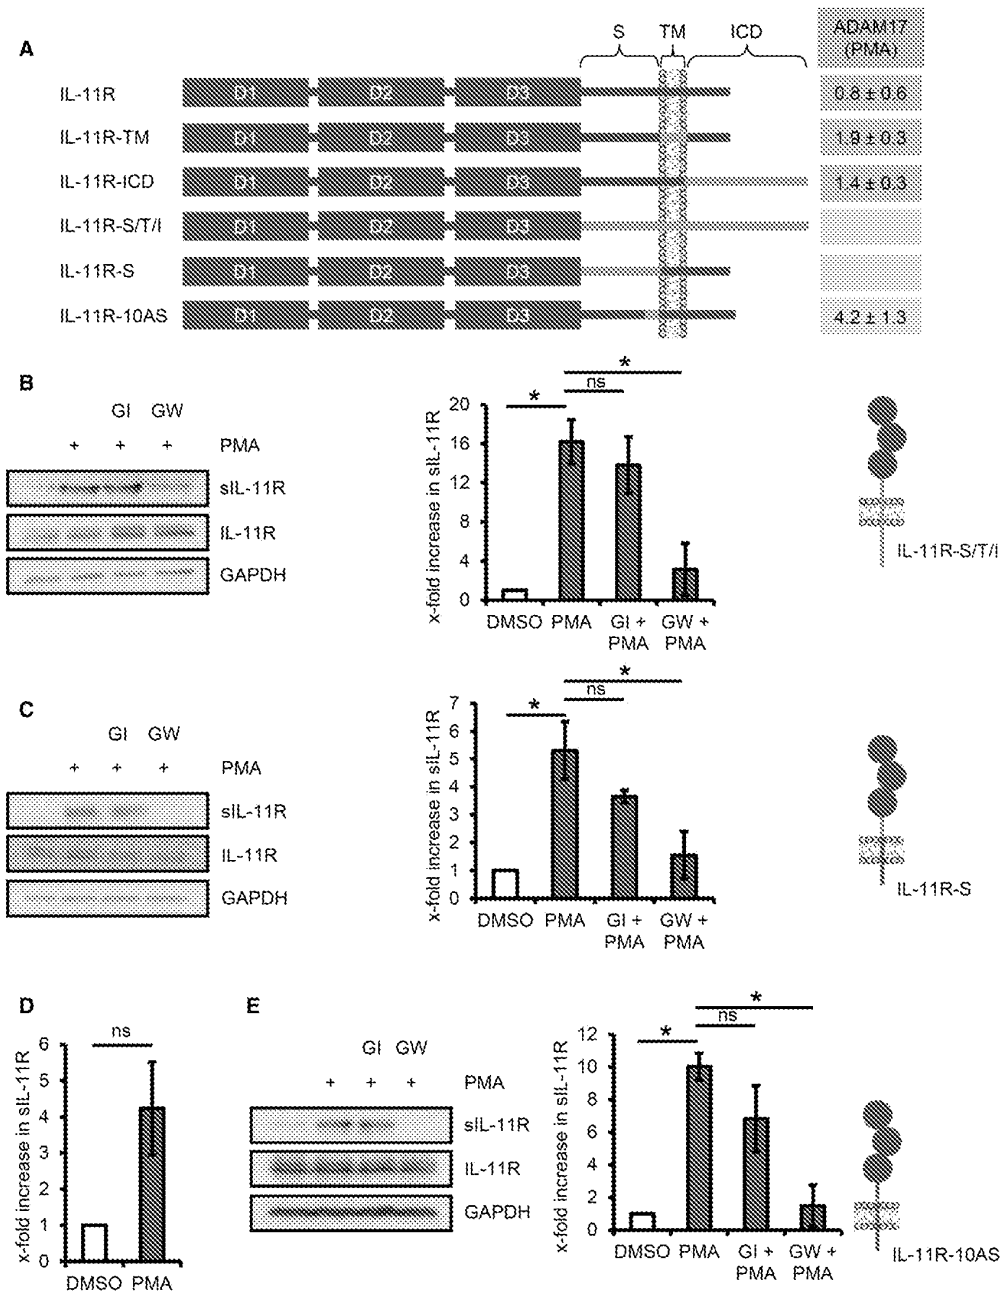 A
S
TM
ICD
ADAM17
(PMA)
IL-11R
D1
D2
D3
0.8 ± 0.6
IL-11R-TM
D1
D2
D3
1.9 ± 0.3
IL-11R-ICD
D1
D2
D3
1.4 ± 0.3
IL-11R-S/T/I
D1
D2
D3
IL-11R-S
D1
D2
D3
IL-11R-10AS
D1
D2
D3
4.2 ± 1.3
B
GI GW
+ + + PMA
sIL-11R
IL-11R
GAPDH
x-fold increase in sIL-11R
20
16
12
8
4
0
*
ns
*
DMSO
PMA
GI +
PMA
GW +
PMA
IL-11R-S/T/I
C
GI GW
+ + + PMA
sIL-11R
IL-11R
GAPDH
x-fold increase in sIL-11R
7
6
5
4
3
2
1
0
*
ns
*
DMSO
PMA
GI +
PMA
GW +
PMA
IL-11R-S
D
x-fold increase in sIL-11R
6
5
4
3
2
1
0
ns
DMSO
PMA
E
GI GW
+ + + PMA
sIL-11R
IL-11R
GAPDH
x-fold increase in sIL-11R
12
10
8
6
4
2
0
*
ns
*
DMSO
PMA
GI +
PMA
GW +
PMA
IL-11R-10AS